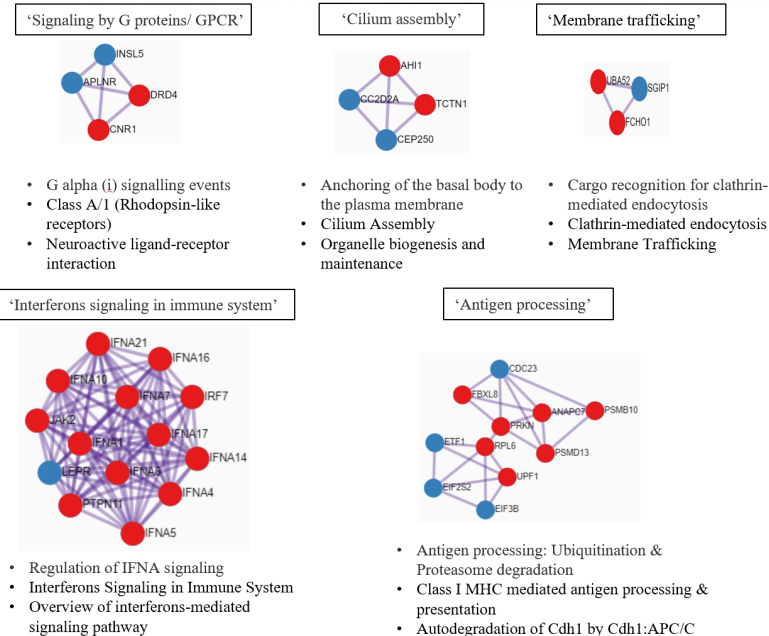 ‘Signaling by G proteins/ GPCR’
INSL5
APLNR
DRD4
CNR1
• G alpha (i) signalling events
• Class A/1 (Rhodopsin-like
receptors)
• Neuroactive ligand-receptor
interaction
‘Cilium assembly’
AHI1
CC2D2A
TCTN1
CEP250
• Anchoring of the basal body to
the plasma membrane
• Cilium Assembly
• Organelle biogenesis and
maintenance
‘Membrane trafficking’
UBA52
SGIP1
FCHO1
• Cargo recognition for clathrin-
mediated endocytosis
• Clathrin-mediated endocytosis
• Membrane Trafficking
‘Interferons signaling in immune system’
IFNA21
IFNA16
IFNA10
IFNA7
IRF7
JAK2
IFNA17
IFNA1
IFNA14
LEPR
IFNA6
IFNA4
PTPN11
IFNA5
• Regulation of IFNA signaling
• Interferons Signaling in Immune System
• Overview of interferons-mediated
signaling pathway
‘Antigen processing’
CDC23
FBXL8
ANAPC7
PSMB10
PRKN
ETF1
RPL6
PSMD13
UPF1
EIF2S2
EIF3B
• Antigen processing: Ubiquitination &
Proteasome degradation
• Class I MHC mediated antigen processing &
presentation
• Autodegradation of Cdh1 by Cdh1:APC/C